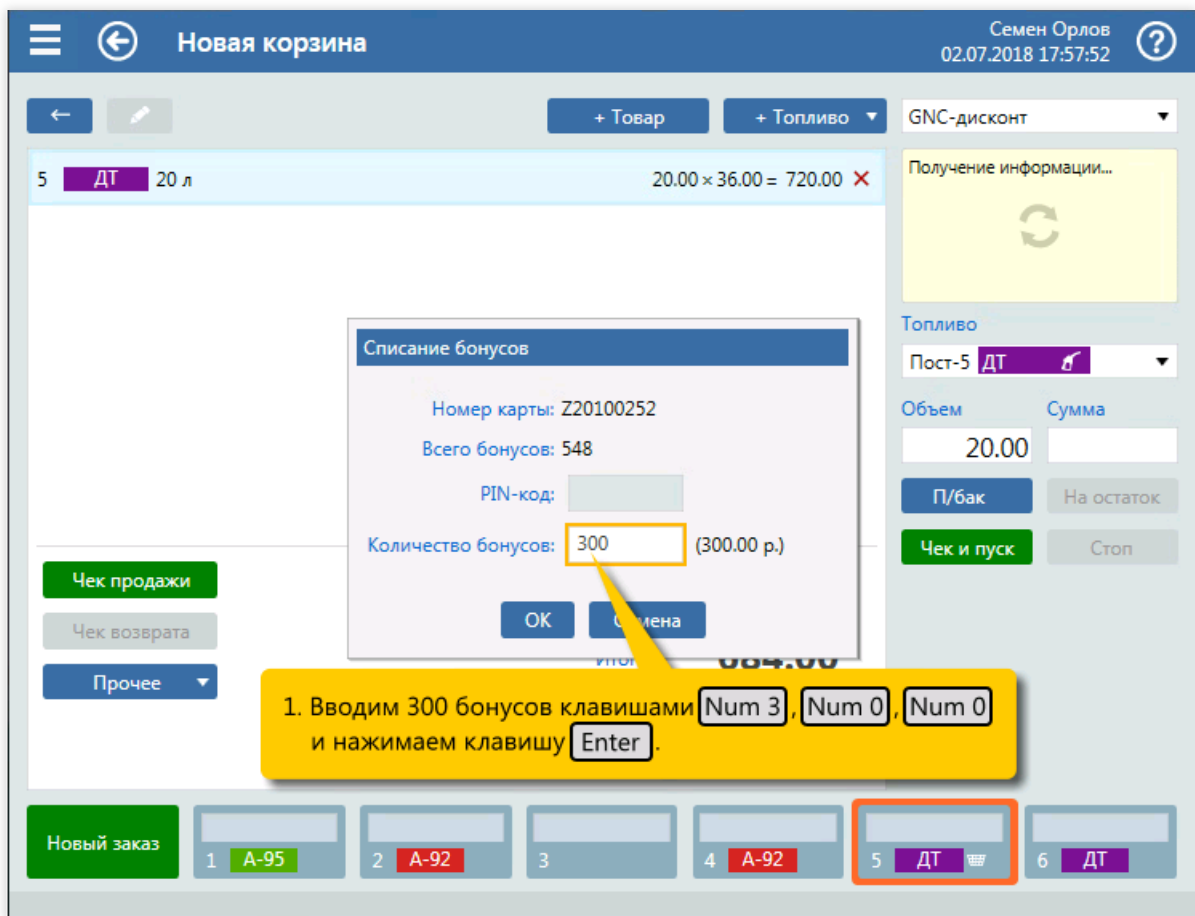 Новая корзина
Семен Орлов
02.07.2018 17:57:52
+ Товар
+ Топливо
GNC-дисконт
5 ДТ 20 л 20.00 × 36.00 = 720.00
Получение информации...
Топливо
Пост-5 ДТ
Объем Сумма
20.00
П/бак На остаток
Чек и пуск Стоп
Списание бонусов
Номер карты: Z20100252
Всего бонусов: 548
PIN-код:
Количество бонусов: 300 (300.00 р.)
ОК
Чек продажи
Чек возврата
Прочее
684.00
1. Вводим 300 бонусов клавишами Num 3, Num 0, Num 0
и нажимаем клавишу Enter.
Новый заказ
1 А-95
2 А-92
3
4 А-92
5 ДТ
6 ДТ